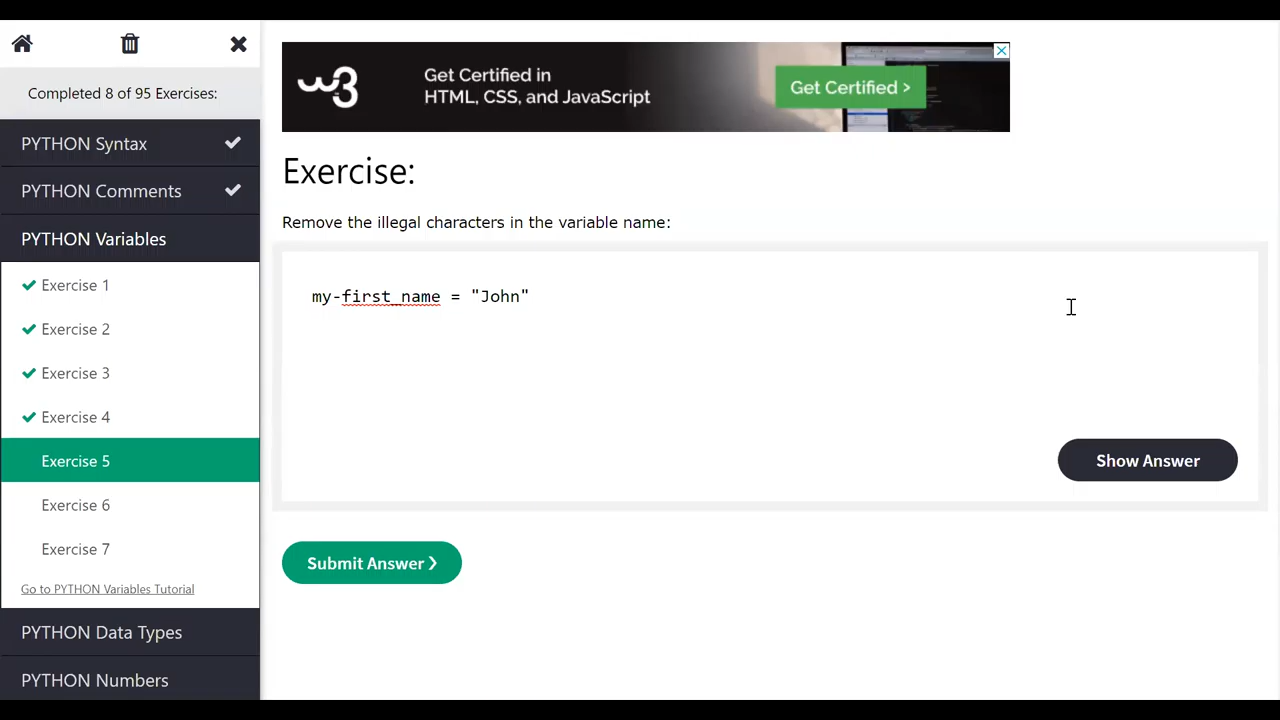 Completed 8 of 95 Exercises:
PYTHON Syntax
PYTHON Comments
PYTHON Variables
Exercise 1
Exercise 2
Exercise 3
Exercise 4
Exercise 5
Exercise 6
Exercise 7
Go to PYTHON Variables Tutorial
PYTHON Data Types
PYTHON Numbers
w3
Get Certified in
HTML, CSS, and JavaScript
Get Certified >
Exercise:
Remove the illegal characters in the variable name:
my-first_name = "John"
Show Answer
Submit Answer ❯